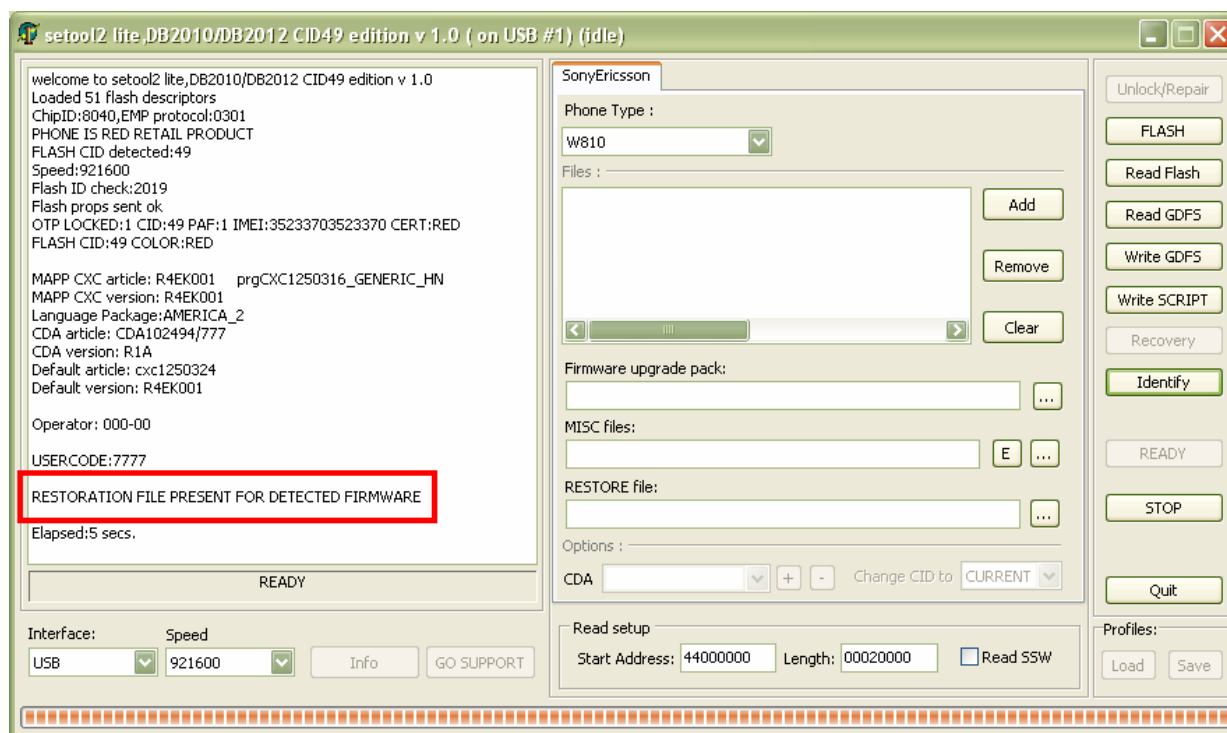 setool2 lite,DB2010/DB2012 CID49 edition v 1.0 ( on USB #1) (idle)
welcome to setool2 lite,DB2010/DB2012 CID49 edition v 1.0
Loaded 51 flash descriptors
ChipID:8040,EMP protocol:0301
PHONE IS RED RETAIL PRODUCT
FLASH CID detected:49
Speed:921600
Flash ID check:2019
Flash props sent ok
OTP LOCKED:1 CID:49 PAF:1 IMEI:35233703523370 CERT:RED
FLASH CID:49 COLOR:RED
MAPP CXC article: R4EK001 prgCXC1250316_GENERIC_HN
MAPP CXC version: R4EK001
Language Package:AMERICA_2
CDA article: CDA102494/777
CDA version: R1A
Default article: cxc1250324
Default version: R4EK001
Operator: 000-00
USERCODE:7777
RESTORATION FILE PRESENT FOR DETECTED FIRMWARE
Elapsed:5 secs.
READY
Interface:
Speed
USB
921600
Info
GO SUPPORT
SonyEricsson
Phone Type :
W810
Files :
Add
Remove
Clear
Firmware upgrade pack:
...
MISC files:
E
...
RESTORE file:
...
Options :
CDA
+
-
Change CID to
CURRENT
Read setup
Start Address:
44000000
Length:
00020000
Read SSW
Unlock/Repair
FLASH
Read Flash
Read GDFS
Write GDFS
Write SCRIPT
Recovery
Identify
READY
STOP
Quit
Profiles:
Load
Save